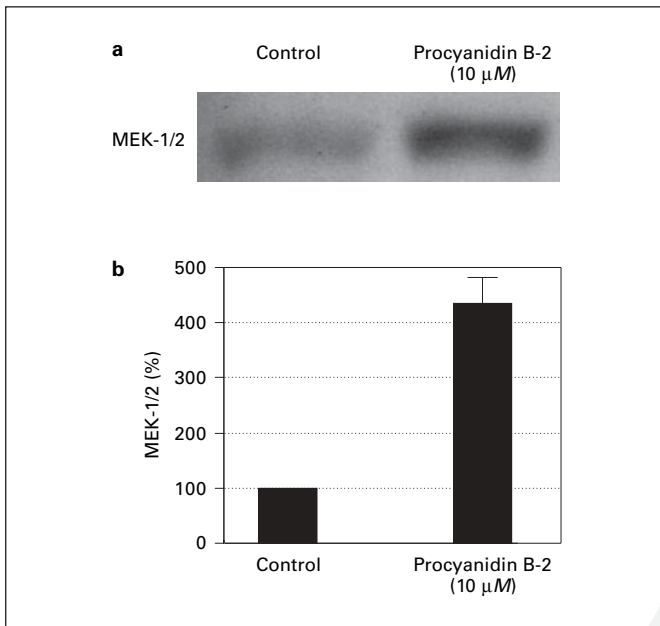 a
Control Procyanidin B-2
(10 μM)
MEK-1/2
b
500
400
300
200
100
0
MEK-1/2 (%)
Control Procyanidin B-2
(10 μM)